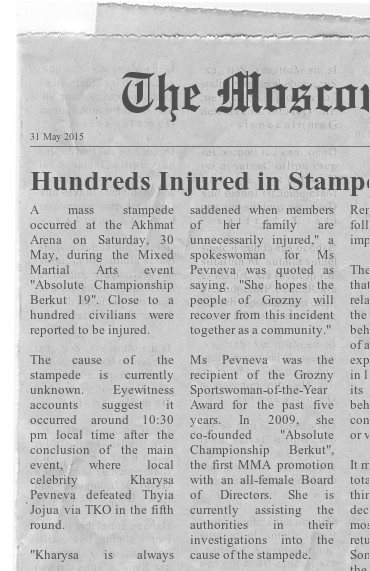 The Mosco
31 May 2015
Hundreds Injured in Stamp
A mass stampede
occurred at the Akhmat
Arena on Saturday, 30
May, during the Mixed
Martial Arts event
"Absolute Championship
Berkut 19". Close to a
hundred civilians were
reported to be injured.
The cause of the
stampede is currently
unknown. Eyewitness
accounts suggest it
occurred around 10:30
pm local time after the
conclusion of the main
event, where local
celebrity Kharysa
Pevneva defeated Thyia
Jojua via TKO in the fifth
round.
"Kharysa is always
saddened when members
of her family are
unnecessarily injured," a
spokeswoman for Ms
Pevneva was quoted as
saying. "She hopes the
people of Grozny will
recover from this incident
together as a community."
Ms Pevneva was the
recipient of the Grozny
Sportswoman-of-the-Year
Award for the past five
years. In 2009, she
co-founded "Absolute
Championship Berkut",
the first MMA promotion
with an all-female Board
of Directors. She is
currently assisting the
authorities in their
investigations into the
cause of the stampede.